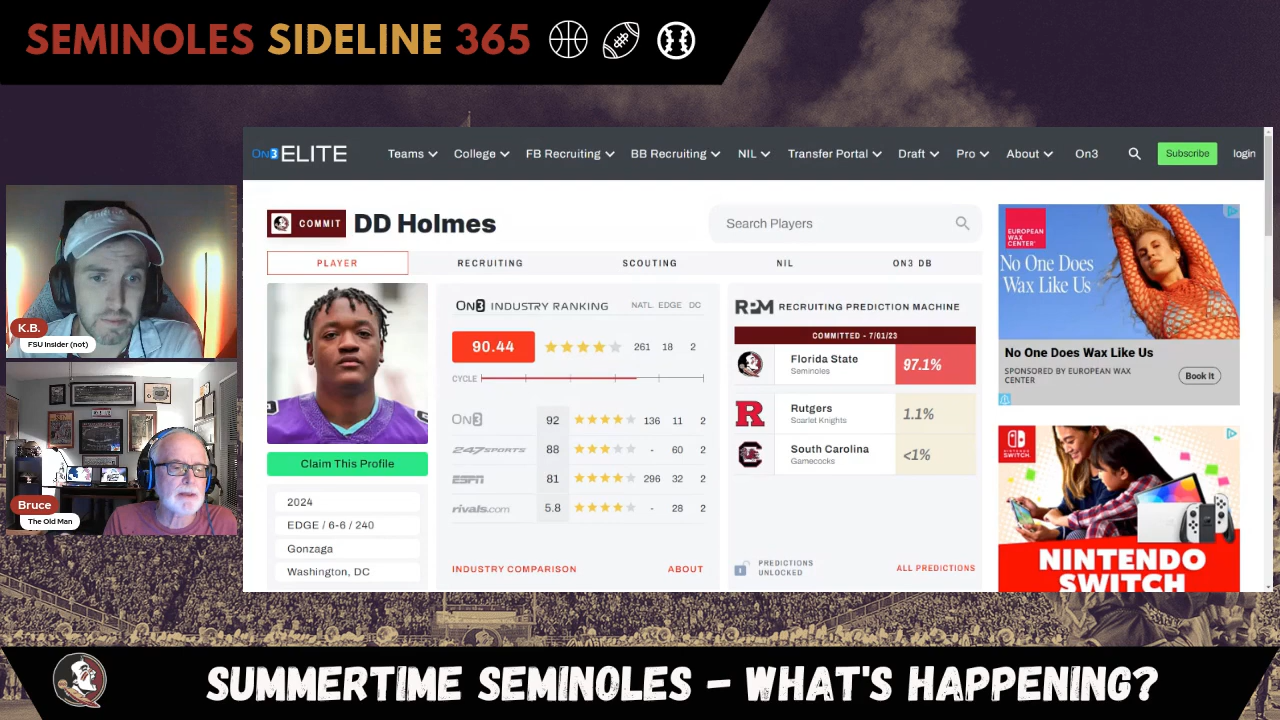 SEMINOLES SIDELINE 365
ON3 ELITE Teams College FB Recruiting BB Recruiting NIL Transfer Portal Draft Pro About On3 Subscribe login
COMMIT DD Holmes
Search Players
PLAYER RECRUITING SCOUTING NIL ON3 DB
Claim This Profile
2024
EDGE / 6-6 / 240
Gonzaga
Washington, DC
ON3 INDUSTRY RANKING NATL. EDGE DC
90.44 261 18 2
CYCLE
ON3 92 136 11 2
247SPORTS 88 - 60 2
ESPN 81 296 32 2
rivals.com 5.8 - 28 2
INDUSTRY COMPARISON ABOUT
RPM RECRUITING PREDICTION MACHINE
COMMITTED - 7/01/23
Florida State 97.1%
Seminoles
Rutgers 1.1%
Scarlet Knights
South Carolina <1%
Gamecocks
PREDICTIONS
UNLOCKED
ALL PREDICTIONS
EUROPEAN
WAX
CENTER
No One Does
Wax Like Us
No One Does Wax Like Us
SPONSORED BY EUROPEAN WAX
CENTER
Book It
NINTENDO
SWITCH
NINTENDO
SWITCH
K.B.
FSU Insider (not)
Bruce
The Old Man
SUMMERTIME SEMINOLES - WHAT'S HAPPENING?